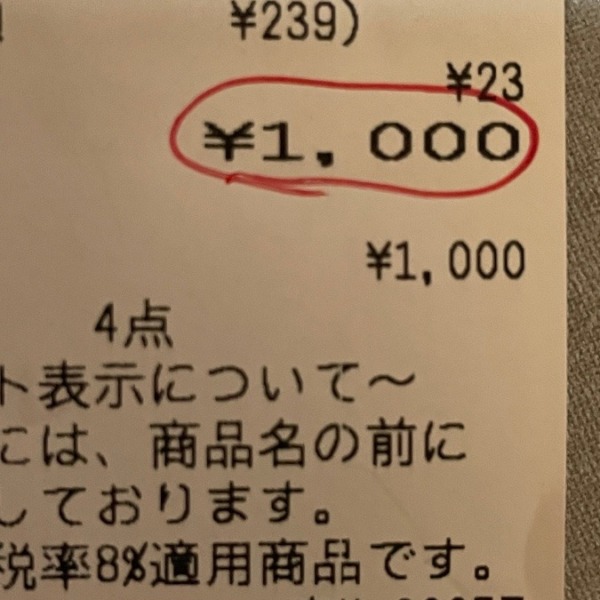 ¥239)
¥23
¥1,000
¥1,000
4点
ト表示について～
には、商品名の前に
しております。
税率8%適用商品です。